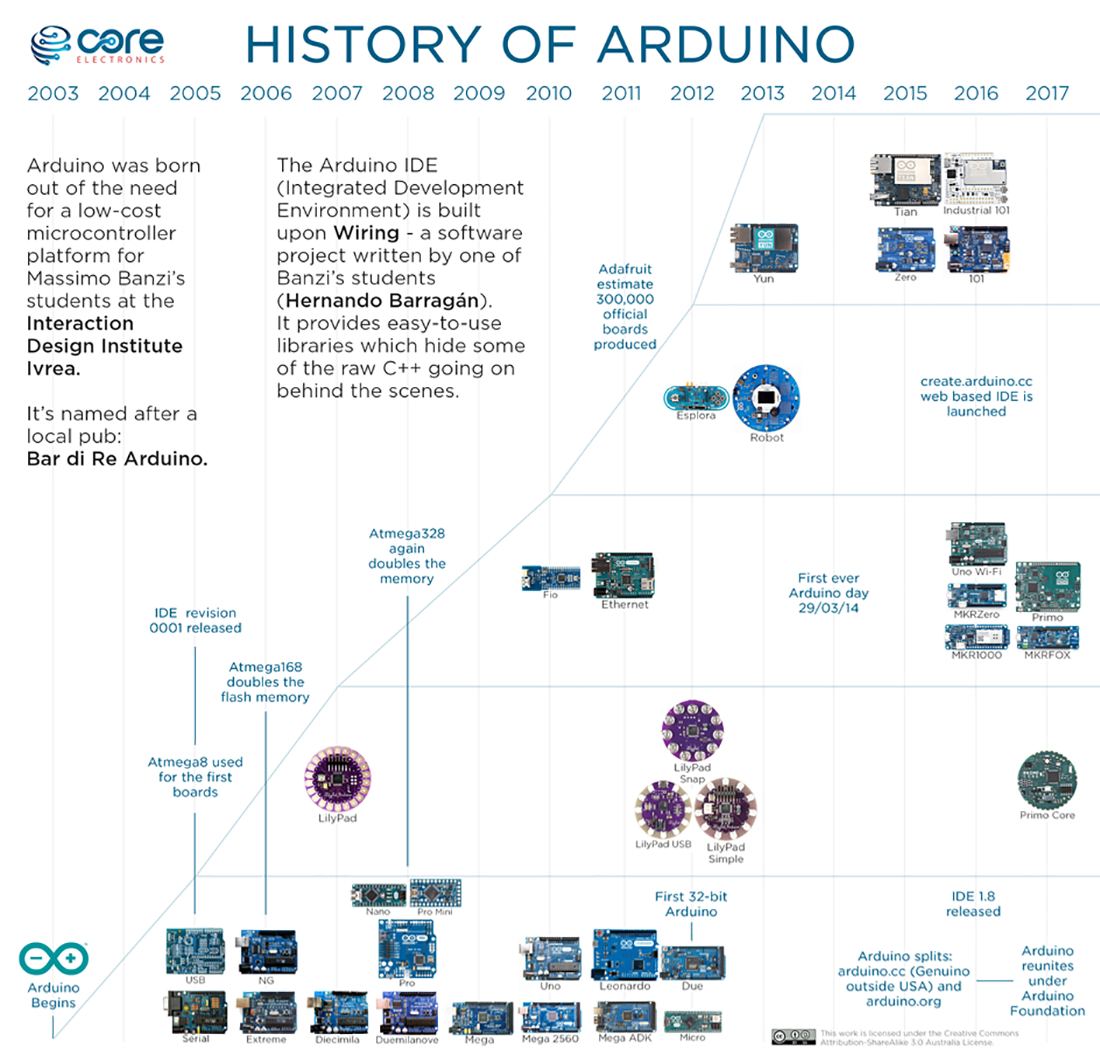 core
ELECTRONICS
HISTORY OF ARDUINO
2003 2004 2005 2006 2007 2008 2009 2010 2011 2012 2013 2014 2015 2016 2017
Arduino was born
out of the need
for a low-cost
microcontroller
platform for
Massimo Banzi's
students at the
Interaction
Design Institute
Ivrea.
It's named after a
local pub:
Bar di Re Arduino.
The Arduino IDE
(Integrated Development
Environment) is built
upon Wiring - a software
project written by one of
Banzi's students
(Hernando Barragán).
It provides easy-to-use
libraries which hide some
of the raw C++ going on
behind the scenes.
Adafruit
estimate
300,000
official
boards
produced
Yun
Tian
Industrial 101
Zero
101
Esplora
Robot
create.arduino.cc
web based IDE is
launched
Atmega328
again
doubles the
memory
Fio
Ethernet
First ever
Arduino day
29/03/14
Uno Wi-Fi
MKRZero
Primo
MKR1000
MKRFOX
IDE revision
0001 released
Atmega168
doubles the
flash memory
Atmega8 used
for the first
boards
LilyPad
LilyPad
Snap
LilyPad USB
LilyPad
Simple
Primo Core
Nano
Pro Mini
First 32-bit
Arduino
IDE 1.8
released
USB
NG
Pro
Uno
Leonardo
Due
Arduino
Begins
Arduino splits:
arduino.cc (Genuino
outside USA) and
arduino.org
Arduino
reunites
under
Arduino
Foundation
Serial
Extreme
Diecimila
Duemilanove
Mega
Mega 2560
Mega ADK
Micro
This work is licensed under the Creative Commons
Attribution-ShareAlike 3.0 Australia License.